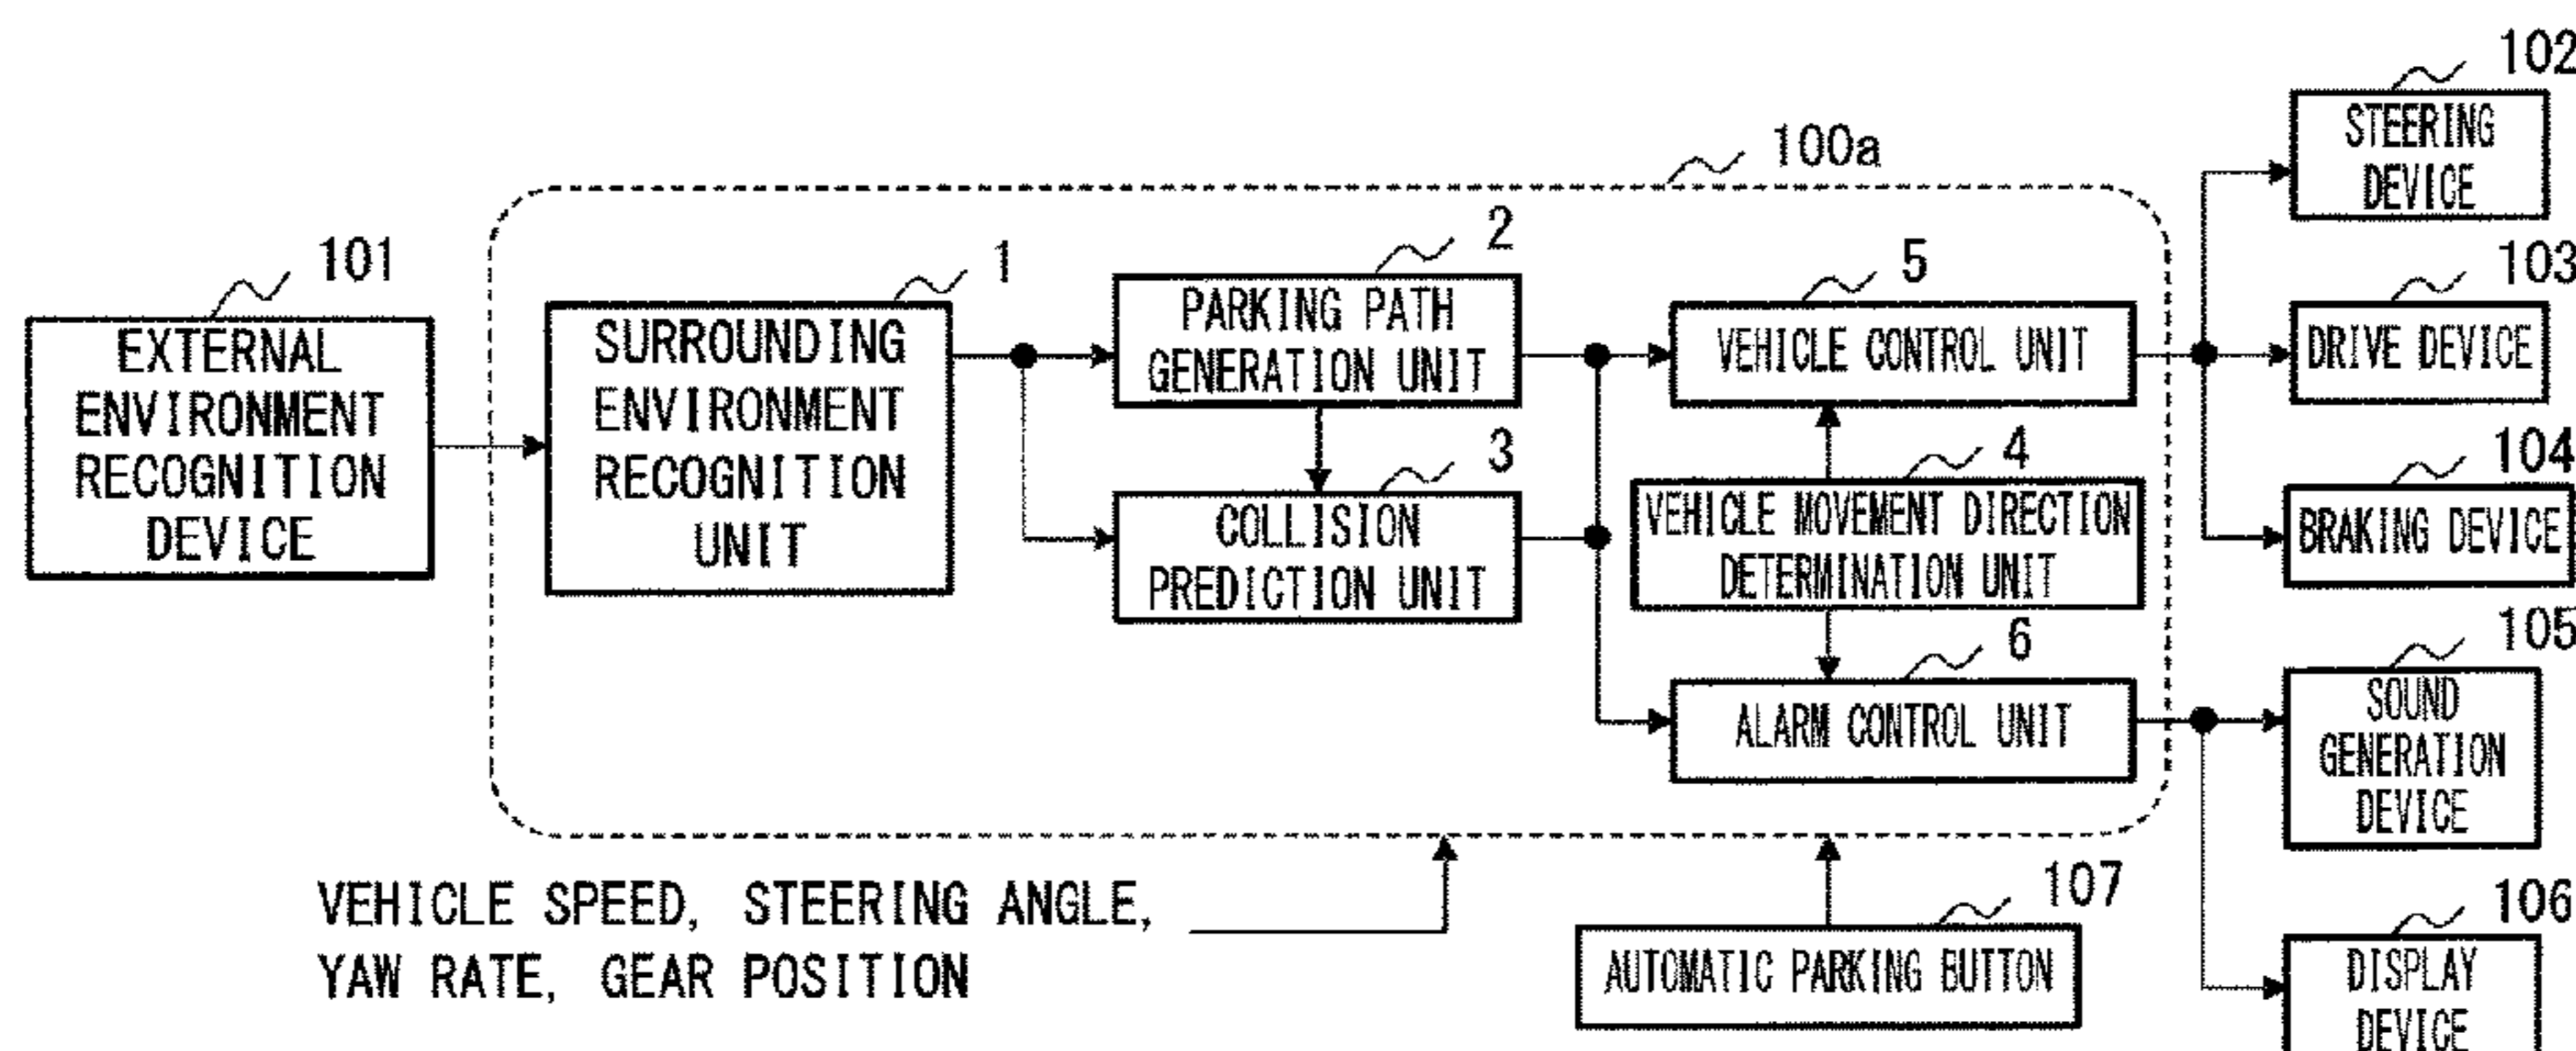 102
STEERING
DEVICE
100a
101
EXTERNAL
ENVIRONMENT
RECOGNITION
DEVICE
1
SURROUNDING
ENVIRONMENT
RECOGNITION
UNIT
2
PARKING PATH
GENERATION UNIT
3
COLLISION
PREDICTION UNIT
5
VEHICLE CONTROL UNIT
4
VEHICLE MOVEMENT DIRECTION
DETERMINATION UNIT
6
ALARM CONTROL UNIT
103
DRIVE DEVICE
104
BRAKING DEVICE
105
SOUND
GENERATION
DEVICE
106
DISPLAY
DEVICE
VEHICLE SPEED, STEERING ANGLE,
YAW RATE, GEAR POSITION
107
AUTOMATIC PARKING BUTTON